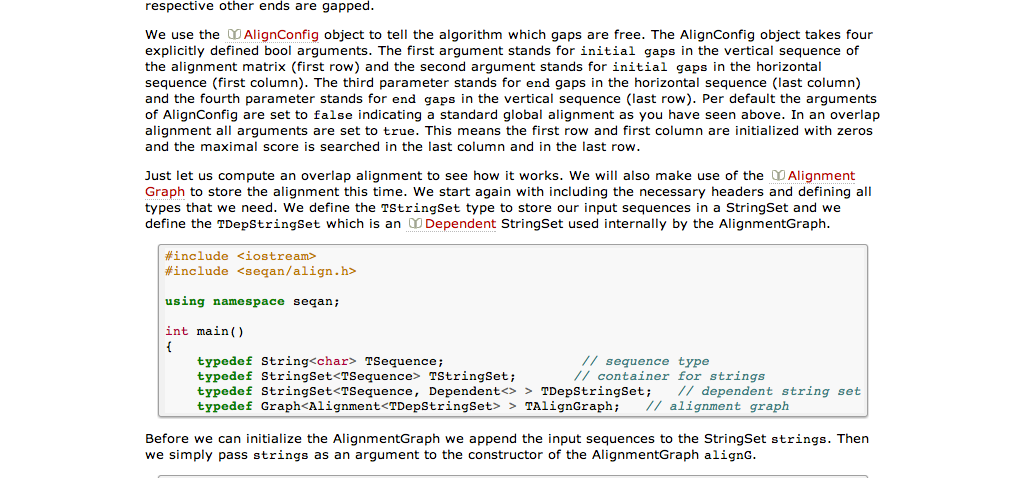 respective other ends are gapped.
We use the AlignConfig object to tell the algorithm which gaps are free. The AlignConfig object takes four
explicitly defined bool arguments. The first argument stands for initial gaps in the vertical sequence of
the alignment matrix (first row) and the second argument stands for initial gaps in the horizontal
sequence (first column). The third parameter stands for end gaps in the horizontal sequence (last column)
and the fourth parameter stands for end gaps in the vertical sequence (last row). Per default the arguments
of AlignConfig are set to false indicating a standard global alignment as you have seen above. In an overlap
alignment all arguments are set to true. This means the first row and first column are initialized with zeros
and the maximal score is searched in the last column and in the last row.
Just let us compute an overlap alignment to see how it works. We will also make use of the Alignment
Graph to store the alignment this time. We start again with including the necessary headers and defining all
types that we need. We define the TStringSet type to store our input sequences in a StringSet and we
define the TDepStringSet which is an Dependent StringSet used internally by the AlignmentGraph.
#include <iostream>
#include <seqan/align.h>
using namespace seqan;
int main()
{
typedef String<char> TSequence; // sequence type
typedef StringSet<TSequence> TStringSet; // container for strings
typedef StringSet<TSequence, Dependent<> > TDepStringSet; // dependent string set
typedef Graph<Alignment<TDepStringSet> > TAlignGraph; // alignment graph
Before we can initialize the AlignmentGraph we append the input sequences to the StringSet strings. Then
we simply pass strings as an argument to the constructor of the AlignmentGraph alignG.